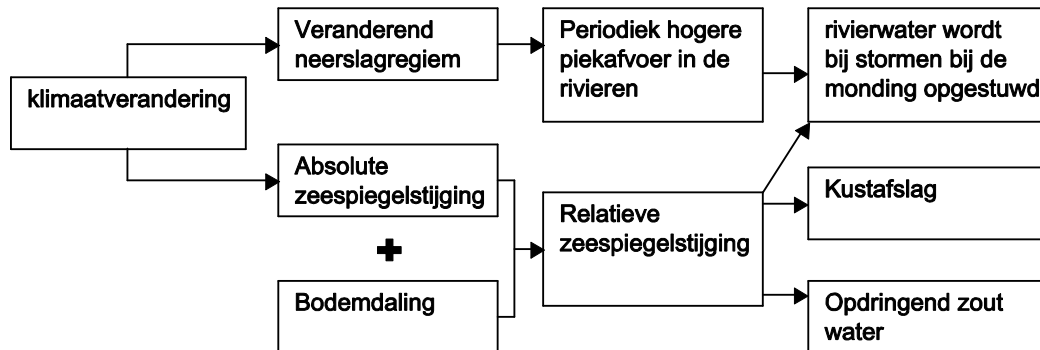 klimaatverandering
Veranderend
neerslagregiem
Periodiek hogere
piekafvoer in de
rivieren
rivierwater wordt
bij stormen bij de
monding opgestuwd
Absolute
zeespiegelstijging
+
Bodemdaling
Relatieve
zeespiegelstijging
Kustafslag
Opdringend zout
water